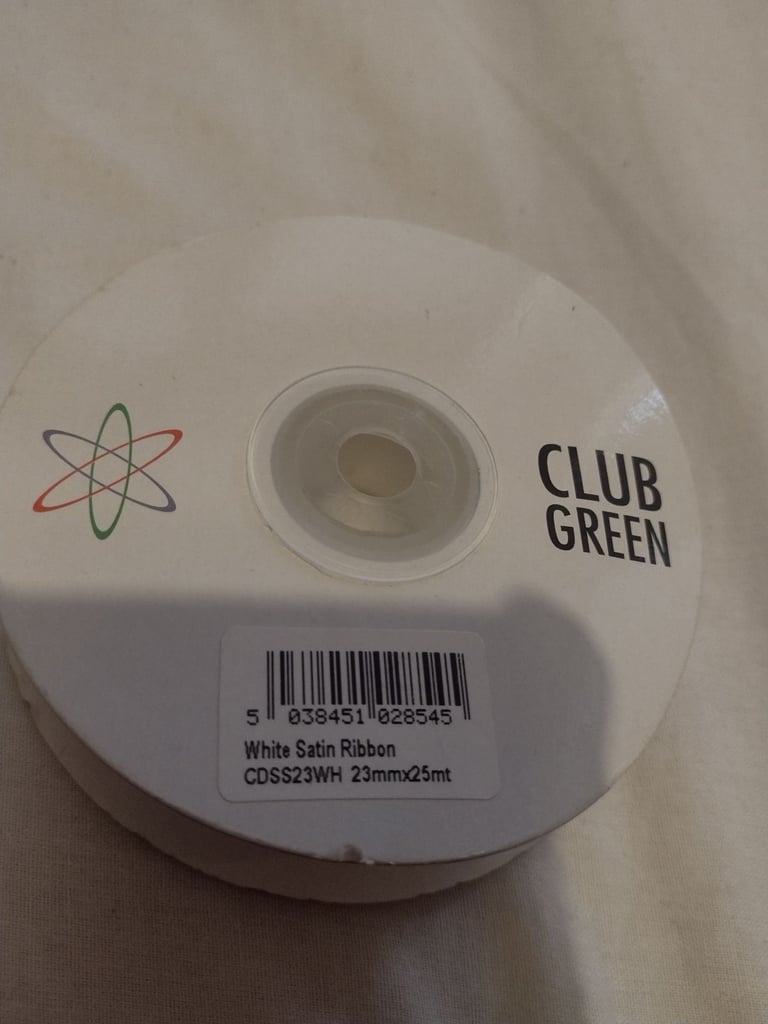 CLUB
GREEN
5 038451 028545
White Satin Ribbon
CDSS23WH 23mmx25mt